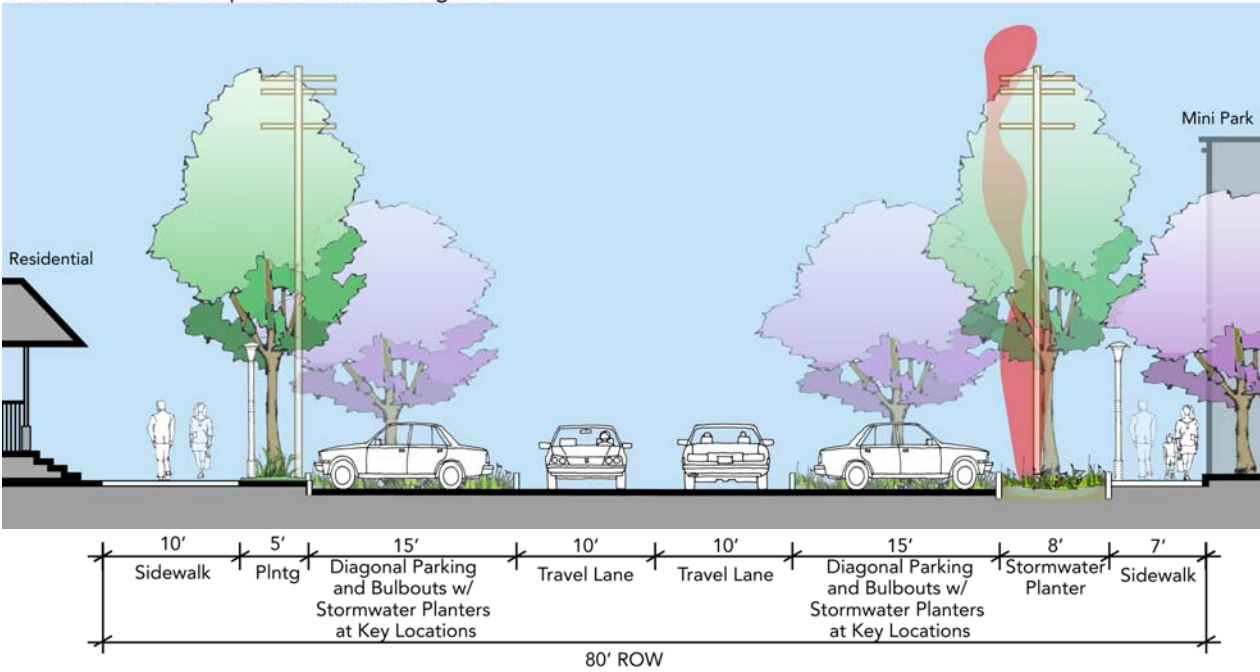 Mini Park
Residential
10' 5' 15' 10' 10' 15' 8' 7'
Sidewalk
Plntg
Diagonal Parking
and Bulbouts w/
Stormwater Planters
at Key Locations
Travel Lane
Travel Lane
Diagonal Parking
and Bulbouts w/
Stormwater Planters
at Key Locations
Stormwater
Planter
Sidewalk
80' ROW